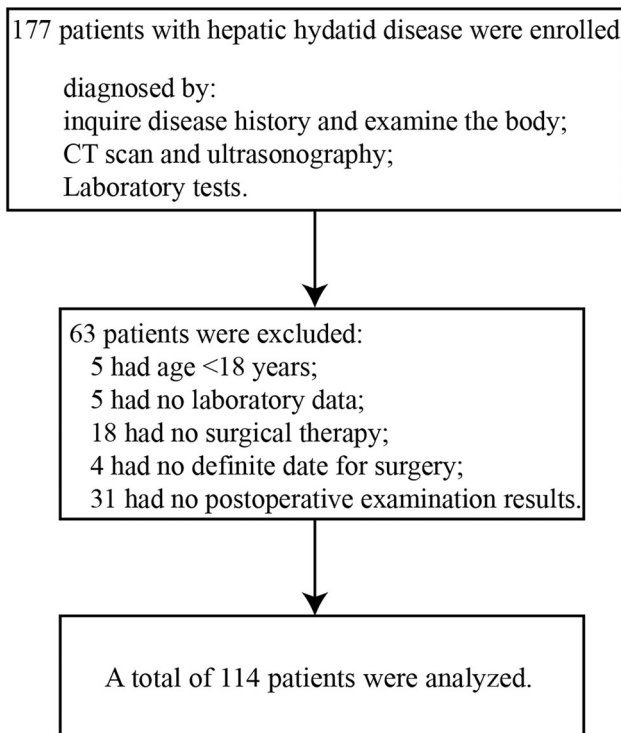 177 patients with hepatic hydatid disease were enrolled
diagnosed by:
inquire disease history and examine the body;
CT scan and ultrasonography;
Laboratory tests.
63 patients were excluded:
5 had age <18 years;
5 had no laboratory data;
18 had no surgical therapy;
4 had no definite date for surgery;
31 had no postoperative examination results.
A total of 114 patients were analyzed.